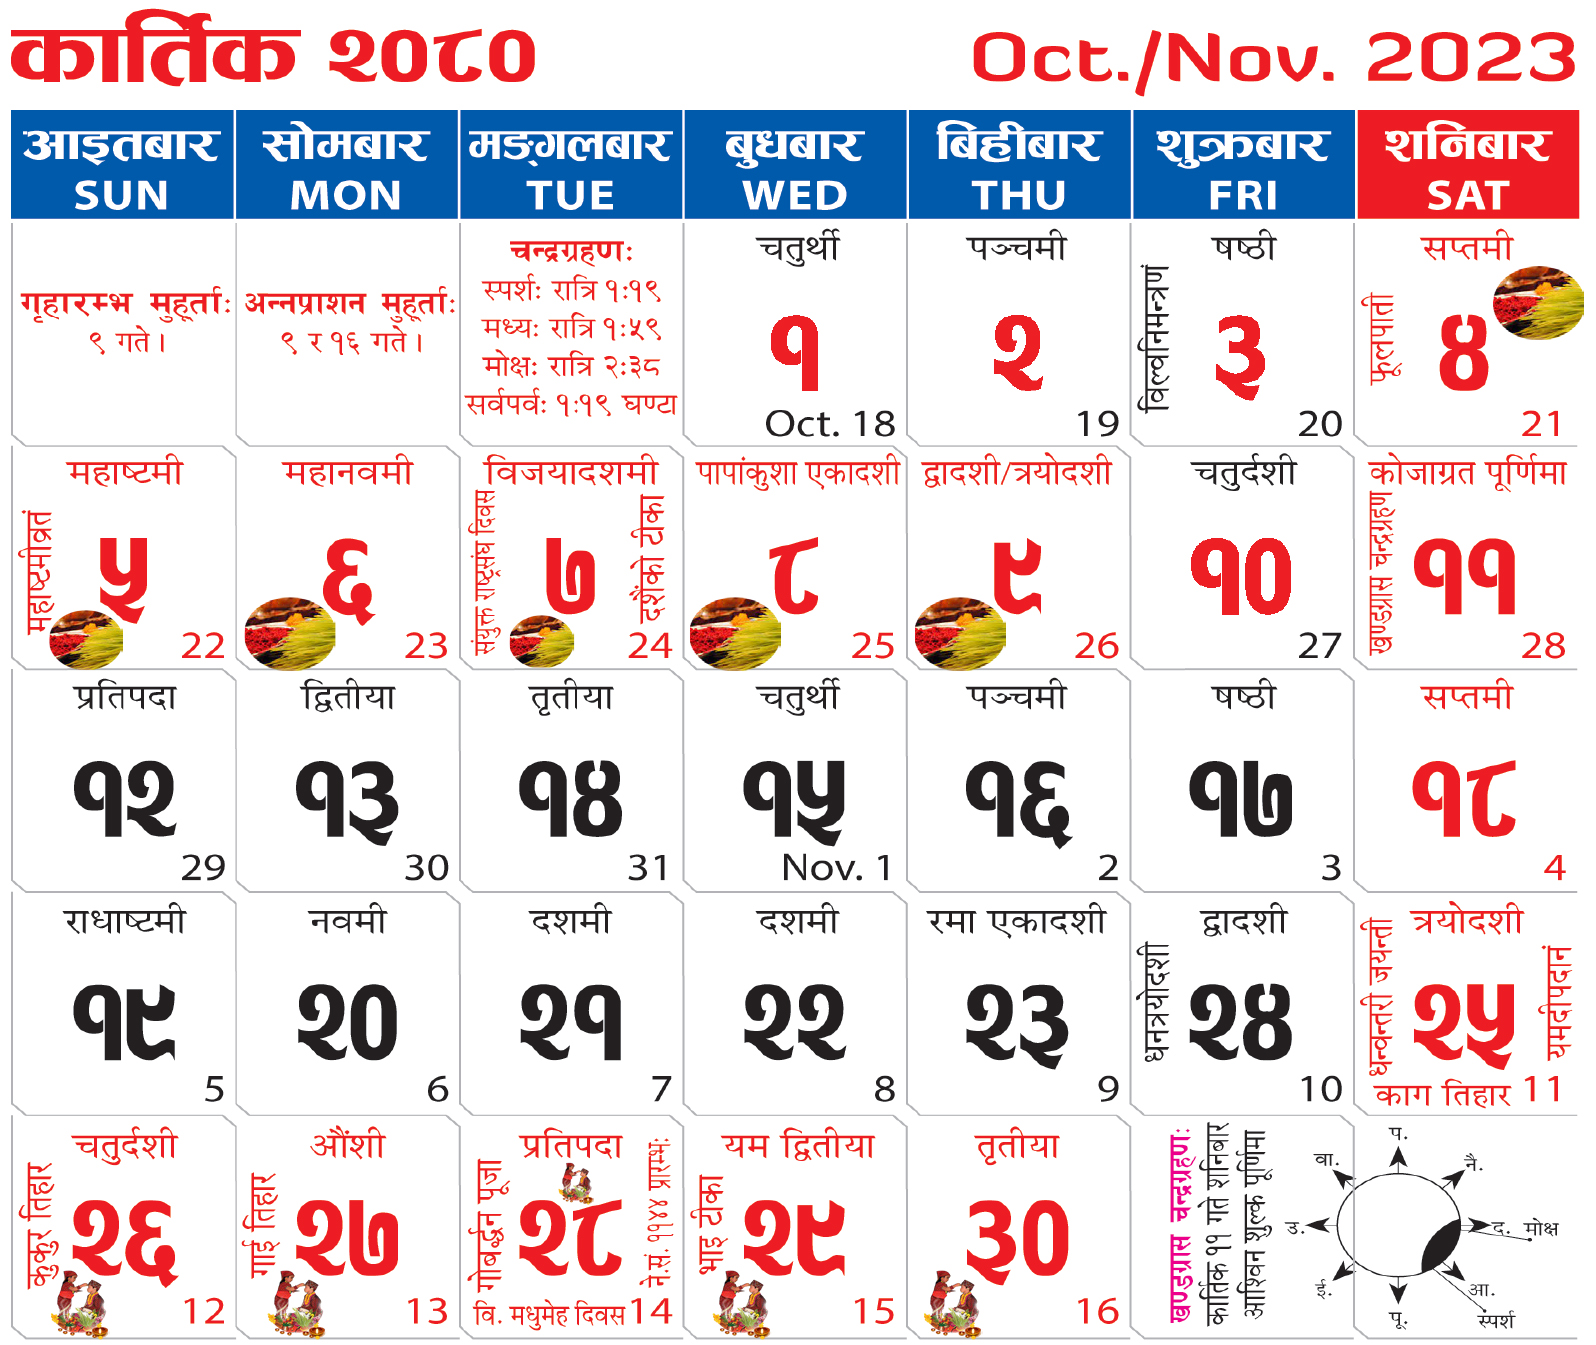 कार्तिक २०८०
Oct./Nov. 2023
आइतबार
SUN
सोमबार
MON
मङ्गलबार
TUE
बुधबार
WED
बिहीबार
THU
शुक्रबार
FRI
शनिबार
SAT
गृहारम्भ मुहूर्ताः
९ गते।
अन्नप्राशन मुहूर्ताः
९ र १६ गते।
चन्द्रग्रहणः
स्पर्शः रात्रि १:१९
मध्यः रात्रि १:५९
मोक्षः रात्रि २:३८
सर्वपर्वः १:१९ घण्टा
चतुर्थी
१
Oct. 18
पञ्चमी
२
19
षष्ठी
विल्वनिमन्त्रणं
३
20
सप्तमी
फूलपाती
४
21
महाष्टमी
महाष्टमीव्रतं
५
22
महानवमी
६
23
विजयादशमी
संयुक्त राष्ट्रसंघ दिवस
७
दशैंको टीका
24
पापांकुशा एकादशी
८
25
द्वादशी/त्रयोदशी
९
26
चतुर्दशी
१०
27
कोजाग्रत पूर्णिमा
खण्डग्रास चन्द्रग्रहण
११
28
प्रतिपदा
१२
29
द्वितीया
१३
30
तृतीया
१४
31
चतुर्थी
१५
Nov. 1
पञ्चमी
१६
2
षष्ठी
१७
3
सप्तमी
१८
4
राधाष्टमी
१९
5
नवमी
२०
6
दशमी
२१
7
दशमी
२२
8
रमा एकादशी
२३
9
द्वादशी
धनत्रयोदशी
२४
10
त्रयोदशी
धन्वन्तरी जयन्ती
२५
यमदीपदानं
काग तिहार 11
चतुर्दशी
कुकुर तिहार
२६
12
औंशी
गाई तिहार
२७
13
प्रतिपदा
गोबर्द्धन पूजा
२८
ने.सं. ११४४ प्रारम्भः
वि. मधुमेह दिवस 14
यम द्वितीया
भाइ टीका
२९
15
तृतीया
३०
16
खण्डग्रास चन्द्रग्रहणः
कार्तिक ११ गते शनिबार
आश्विन शुल्क पूर्णिमा
प.
वा.
नै.
उ.
द. मोक्ष
ई.
आ.
पू.
स्पर्श